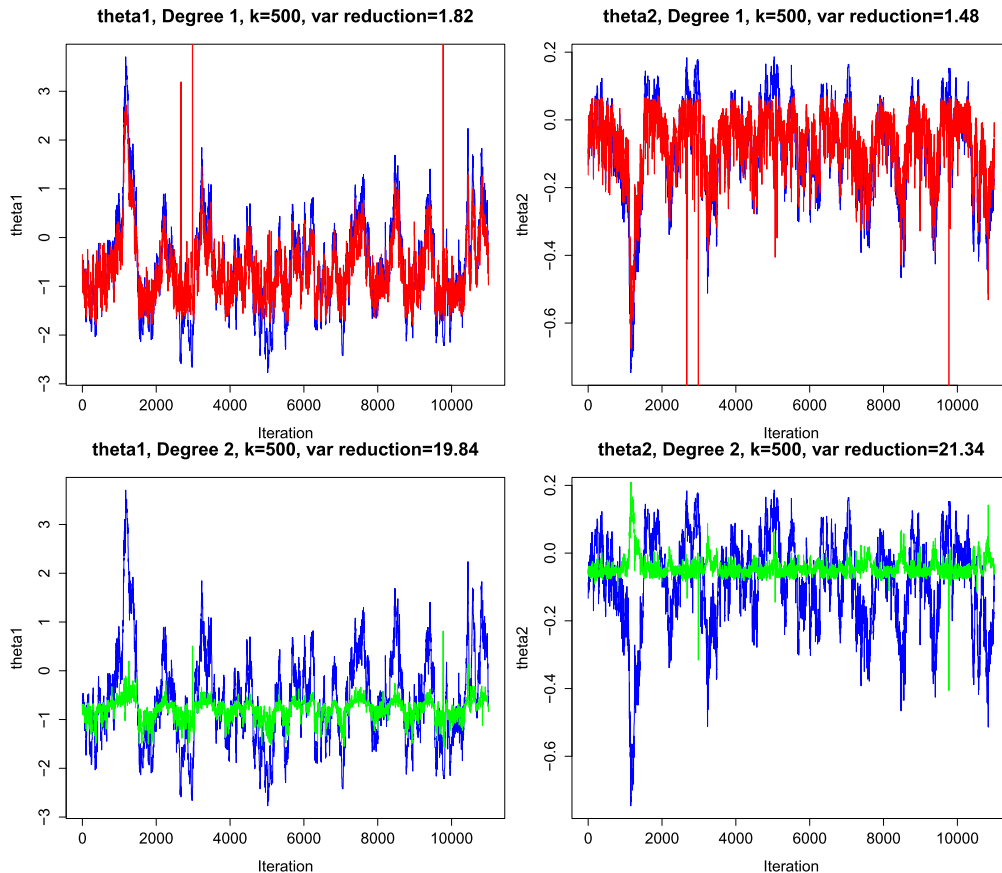 theta1, Degree 1, k=500, var reduction=1.82
theta1
3
2
1
0
−1
−2
−3
0 2000 4000 6000 8000 10000
Iteration
theta2, Degree 1, k=500, var reduction=1.48
theta2
0.2
0.0
−0.2
−0.4
−0.6
0 2000 4000 6000 8000 10000
Iteration
theta1, Degree 2, k=500, var reduction=19.84
theta1
3
2
1
0
−1
−2
−3
0 2000 4000 6000 8000 10000
Iteration
theta2, Degree 2, k=500, var reduction=21.34
theta2
0.2
0.0
−0.2
−0.4
−0.6
0 2000 4000 6000 8000 10000
Iteration